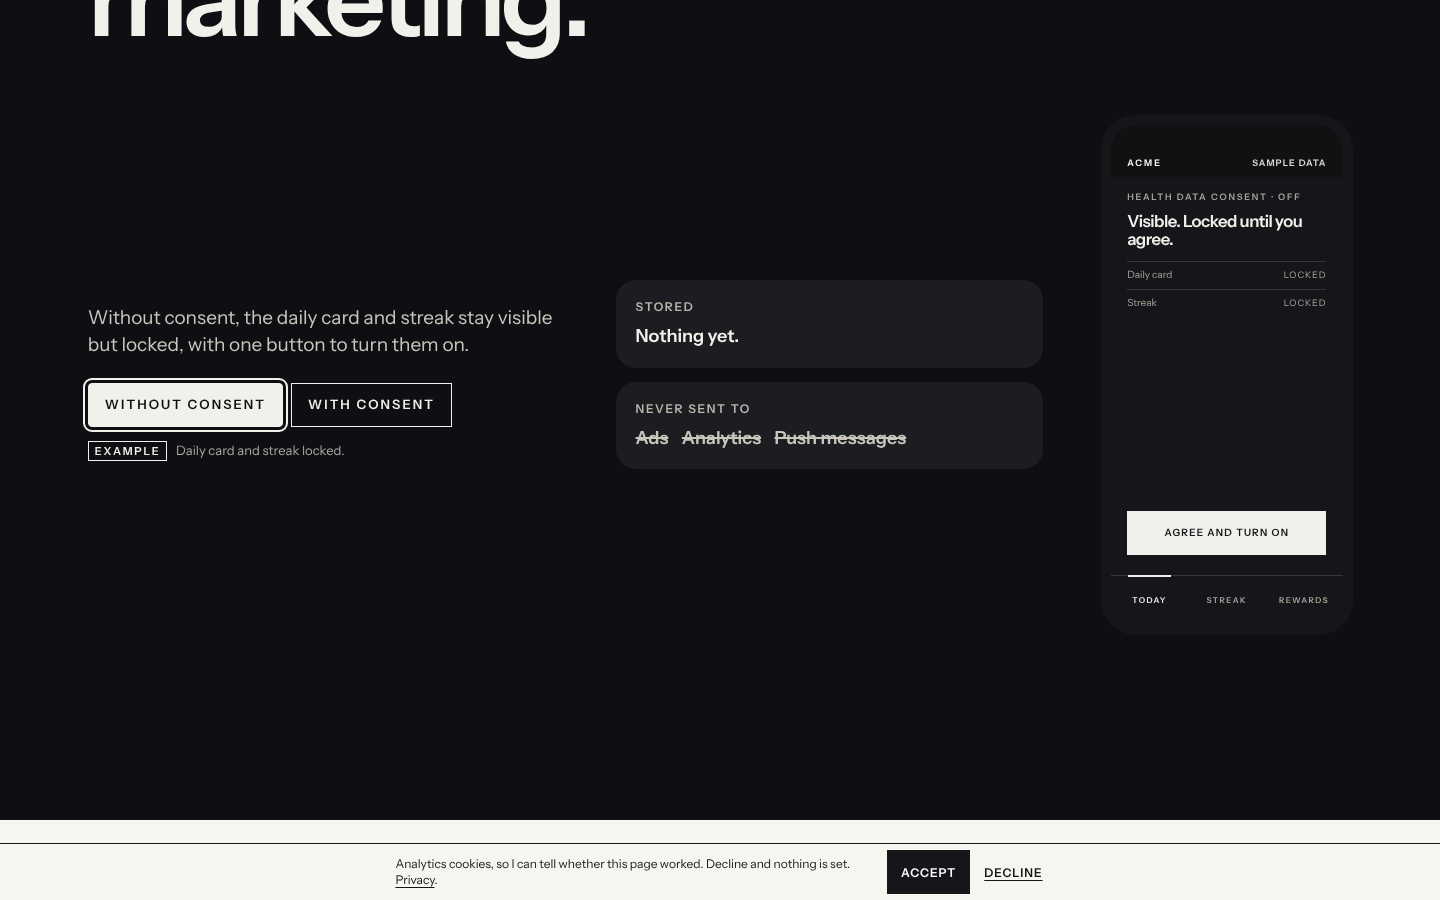 marketing.
Without consent, the daily card and streak stay visible
but locked, with one button to turn them on.
WITHOUT CONSENT
WITH CONSENT
EXAMPLE Daily card and streak locked.
STORED
Nothing yet.
NEVER SENT TO
Ads Analytics Push messages
ACME SAMPLE DATA
HEALTH DATA CONSENT · OFF
Visible. Locked until you
agree.
Daily card LOCKED
Streak LOCKED
AGREE AND TURN ON
TODAY STREAK REWARDS
Analytics cookies, so I can tell whether this page worked. Decline and nothing is set.
Privacy.
ACCEPT
DECLINE